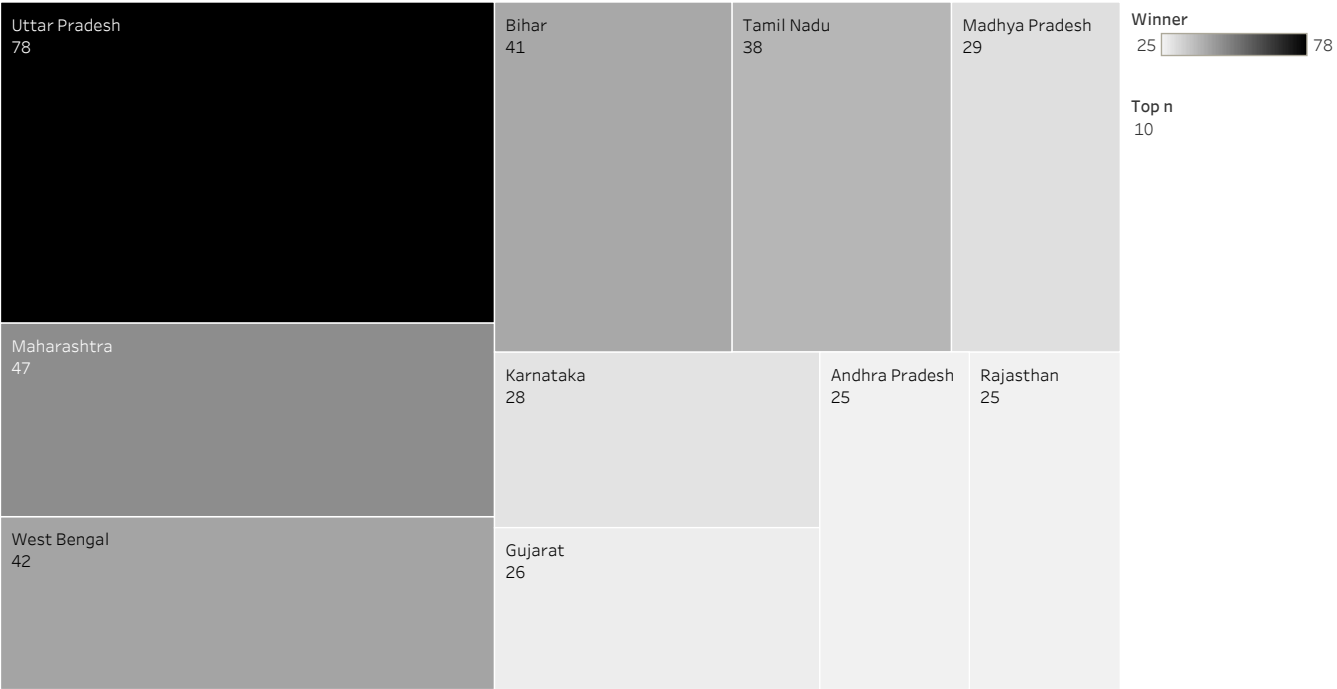 Uttar Pradesh
78
Maharashtra
47
West Bengal
42
Bihar
41
Tamil Nadu
38
Madhya Pradesh
29
Karnataka
28
Gujarat
26
Andhra Pradesh
25
Rajasthan
25
Winner
25 78
Top n
10